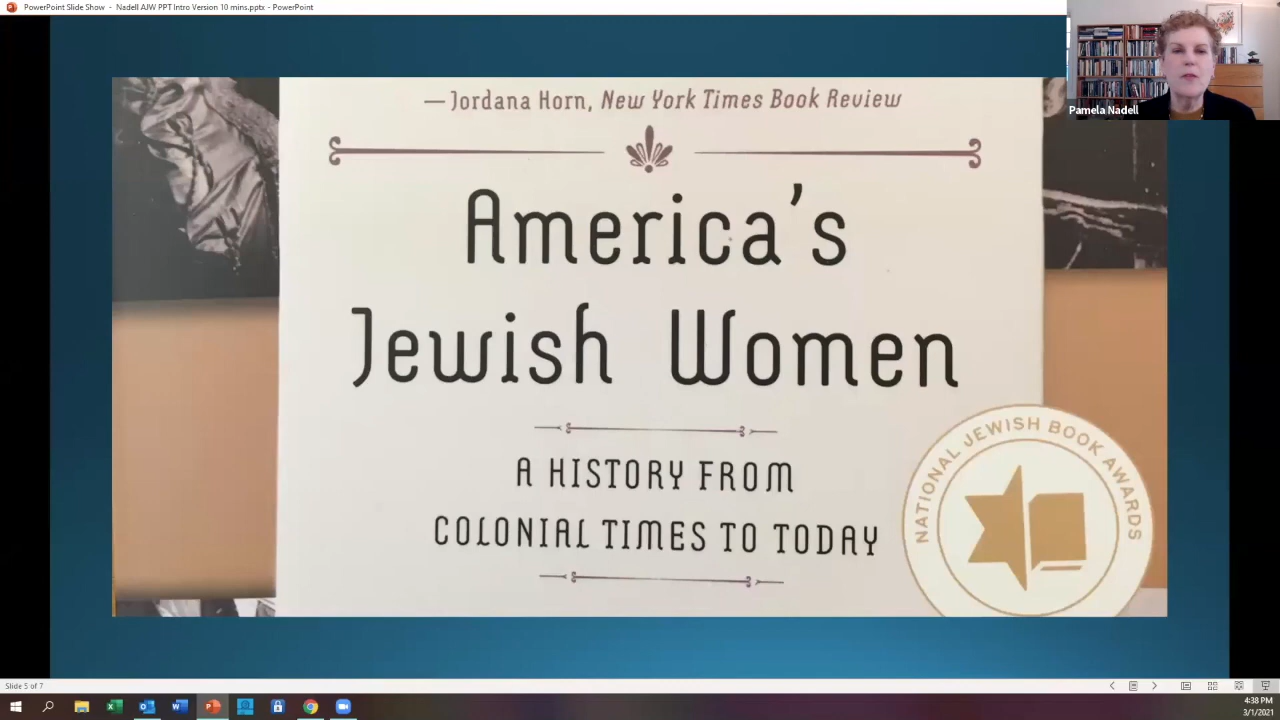 PowerPoint Slide Show - Nadell AJW PPT Intro Version 10 mins.pptx - PowerPoint
Pamela Nadell
— Jordana Horn, New York Times Book Review
America's
Jewish Women
A HISTORY FROM
COLONIAL TIMES TO TODAY
NATIONAL JEWISH BOOK AWARDS
Slide 5 of 7
4:38 PM
3/1/2021